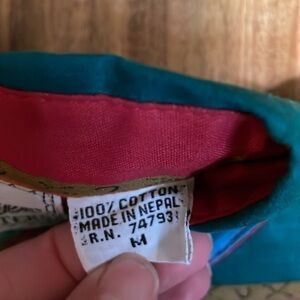 100% COTTON
MADE IN NEPAL
R.N. 74793
M